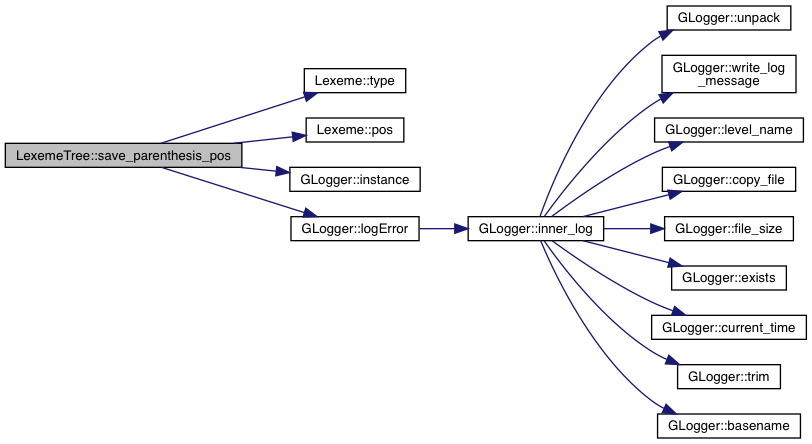 GLogger::unpack
GLogger::write_log
_message
Lexeme::type
Lexeme::pos
GLogger::level_name
LexemeTree::save_parenthesis_pos
GLogger::instance
GLogger::copy_file
GLogger::logError
GLogger::inner_log
GLogger::file_size
GLogger::exists
GLogger::current_time
GLogger::trim
GLogger::basename